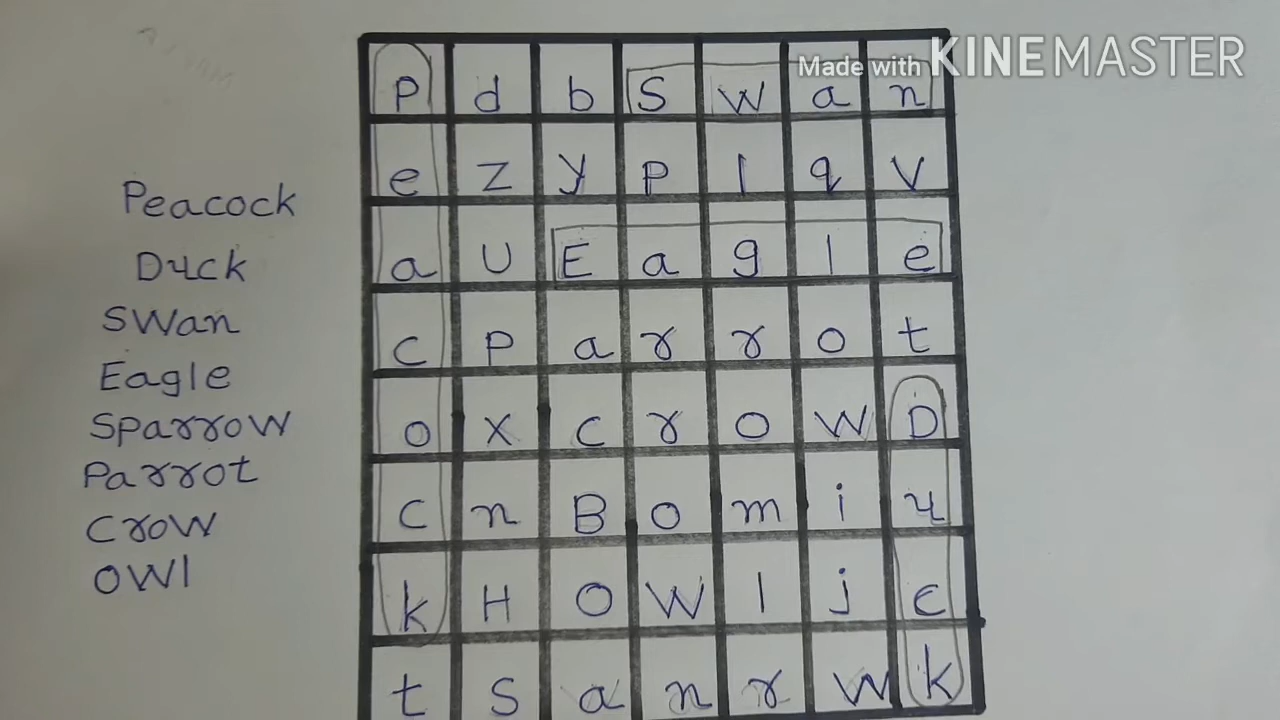 Made with KINEMASTER
P d b S W a n
e z y P l q v
a U E a g l e
c P a r r o t
o x c r o W D
c n B o m i u
k H O W l j c
t S a n r W k
Peacock
Duck
SWan
Eagle
SParroW
Parrot
CroW
OWl